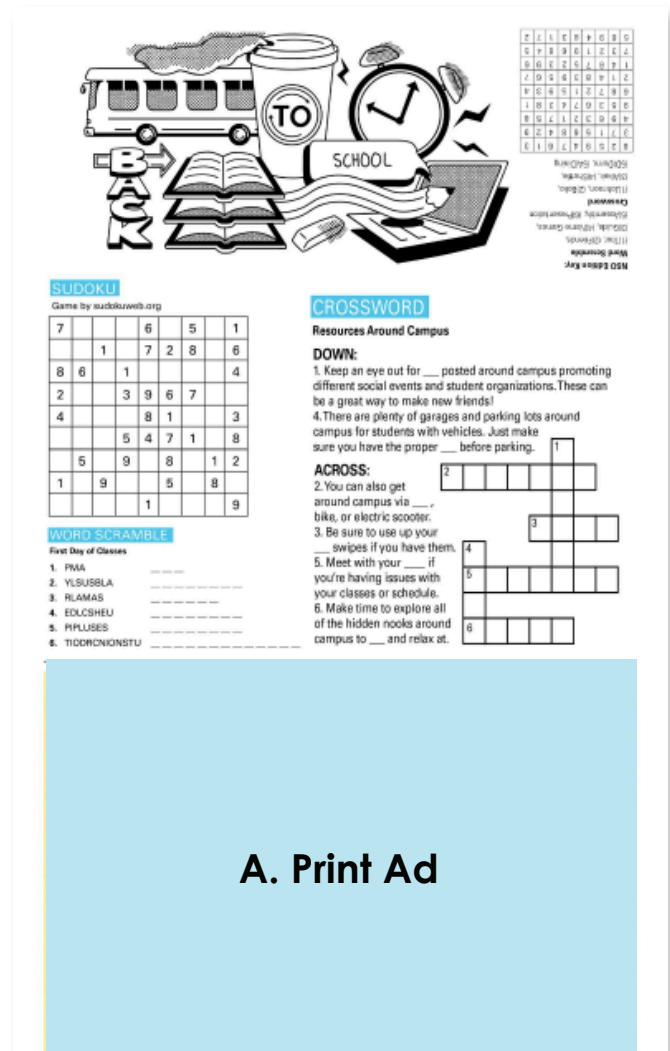 BACK
TO
SCHOOL
NSO Edition Key:
Word Scramble
Crossword
SUDOKU
Game by sudokuweb.org
7 6 5 1
1 7 2 8 6
8 6 1 4
2 3 9 6 7
4 8 1 3
5 4 7 1 8
5 9 8 1 2
1 9 5 8
1 9
WORD SCRAMBLE
First Day of Classes
1. PMA _ _ _
2. YLSUSBLA _ _ _ _ _ _ _ _
3. RLAMAS _ _ _ _ _ _
4. EDLCSHEU _ _ _ _ _ _ _ _
5. PIPLUSES _ _ _ _ _ _ _ _
6. TIODRCNIONSTU _ _ _ _ _ _ _ _ _ _ _ _ _
CROSSWORD
Resources Around Campus
DOWN:
1. Keep an eye out for ___ posted around campus promoting
different social events and student organizations. These can
be a great way to make new friends!
4. There are plenty of garages and parking lots around
campus for students with vehicles. Just make
sure you have the proper ___ before parking.
ACROSS:
2. You can also get
around campus via ___ ,
bike, or electric scooter.
3. Be sure to use up your
___ swipes if you have them.
5. Meet with your ____ if
you're having issues with
your classes or schedule.
6. Make time to explore all
of the hidden nooks around
campus to ___ and relax at.
1
2
3
4
5
6
A. Print Ad